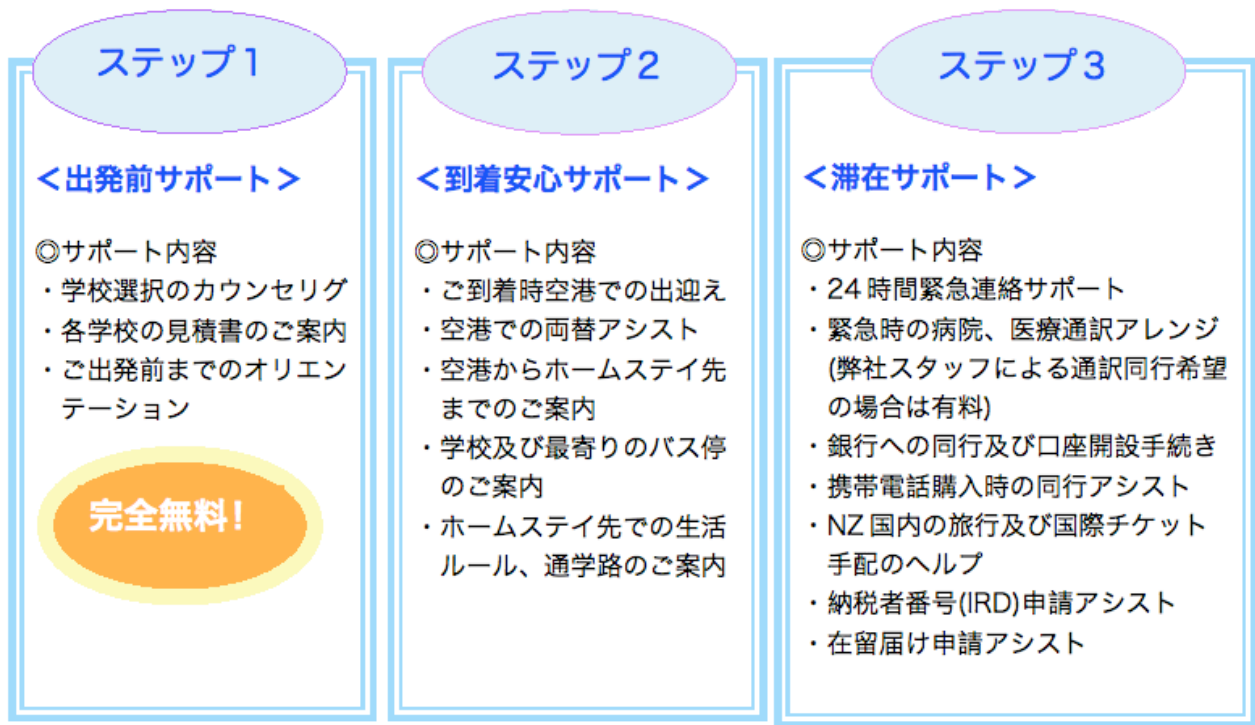 ステップ1
＜出発前サポート＞
◎サポート内容
・学校選択のカウンセリグ
・各学校の見積書のご案内
・ご出発前までのオリエン
テーション
完全無料！
ステップ2
＜到着安心サポート＞
◎サポート内容
・ご到着時空港での出迎え
・空港での両替アシスト
・空港からホームステイ先
までのご案内
・学校及び最寄りのバス停
のご案内
・ホームステイ先での生活
ルール、通学路のご案内
ステップ3
＜滞在サポート＞
◎サポート内容
・24時間緊急連絡サポート
・緊急時の病院、医療通訳アレンジ
(弊社スタッフによる通訳同行希望
の場合は有料)
・銀行への同行及び口座開設手続き
・携帯電話購入時の同行アシスト
・NZ国内の旅行及び国際チケット
手配のヘルプ
・納税者番号(IRD)申請アシスト
・在留届け申請アシスト